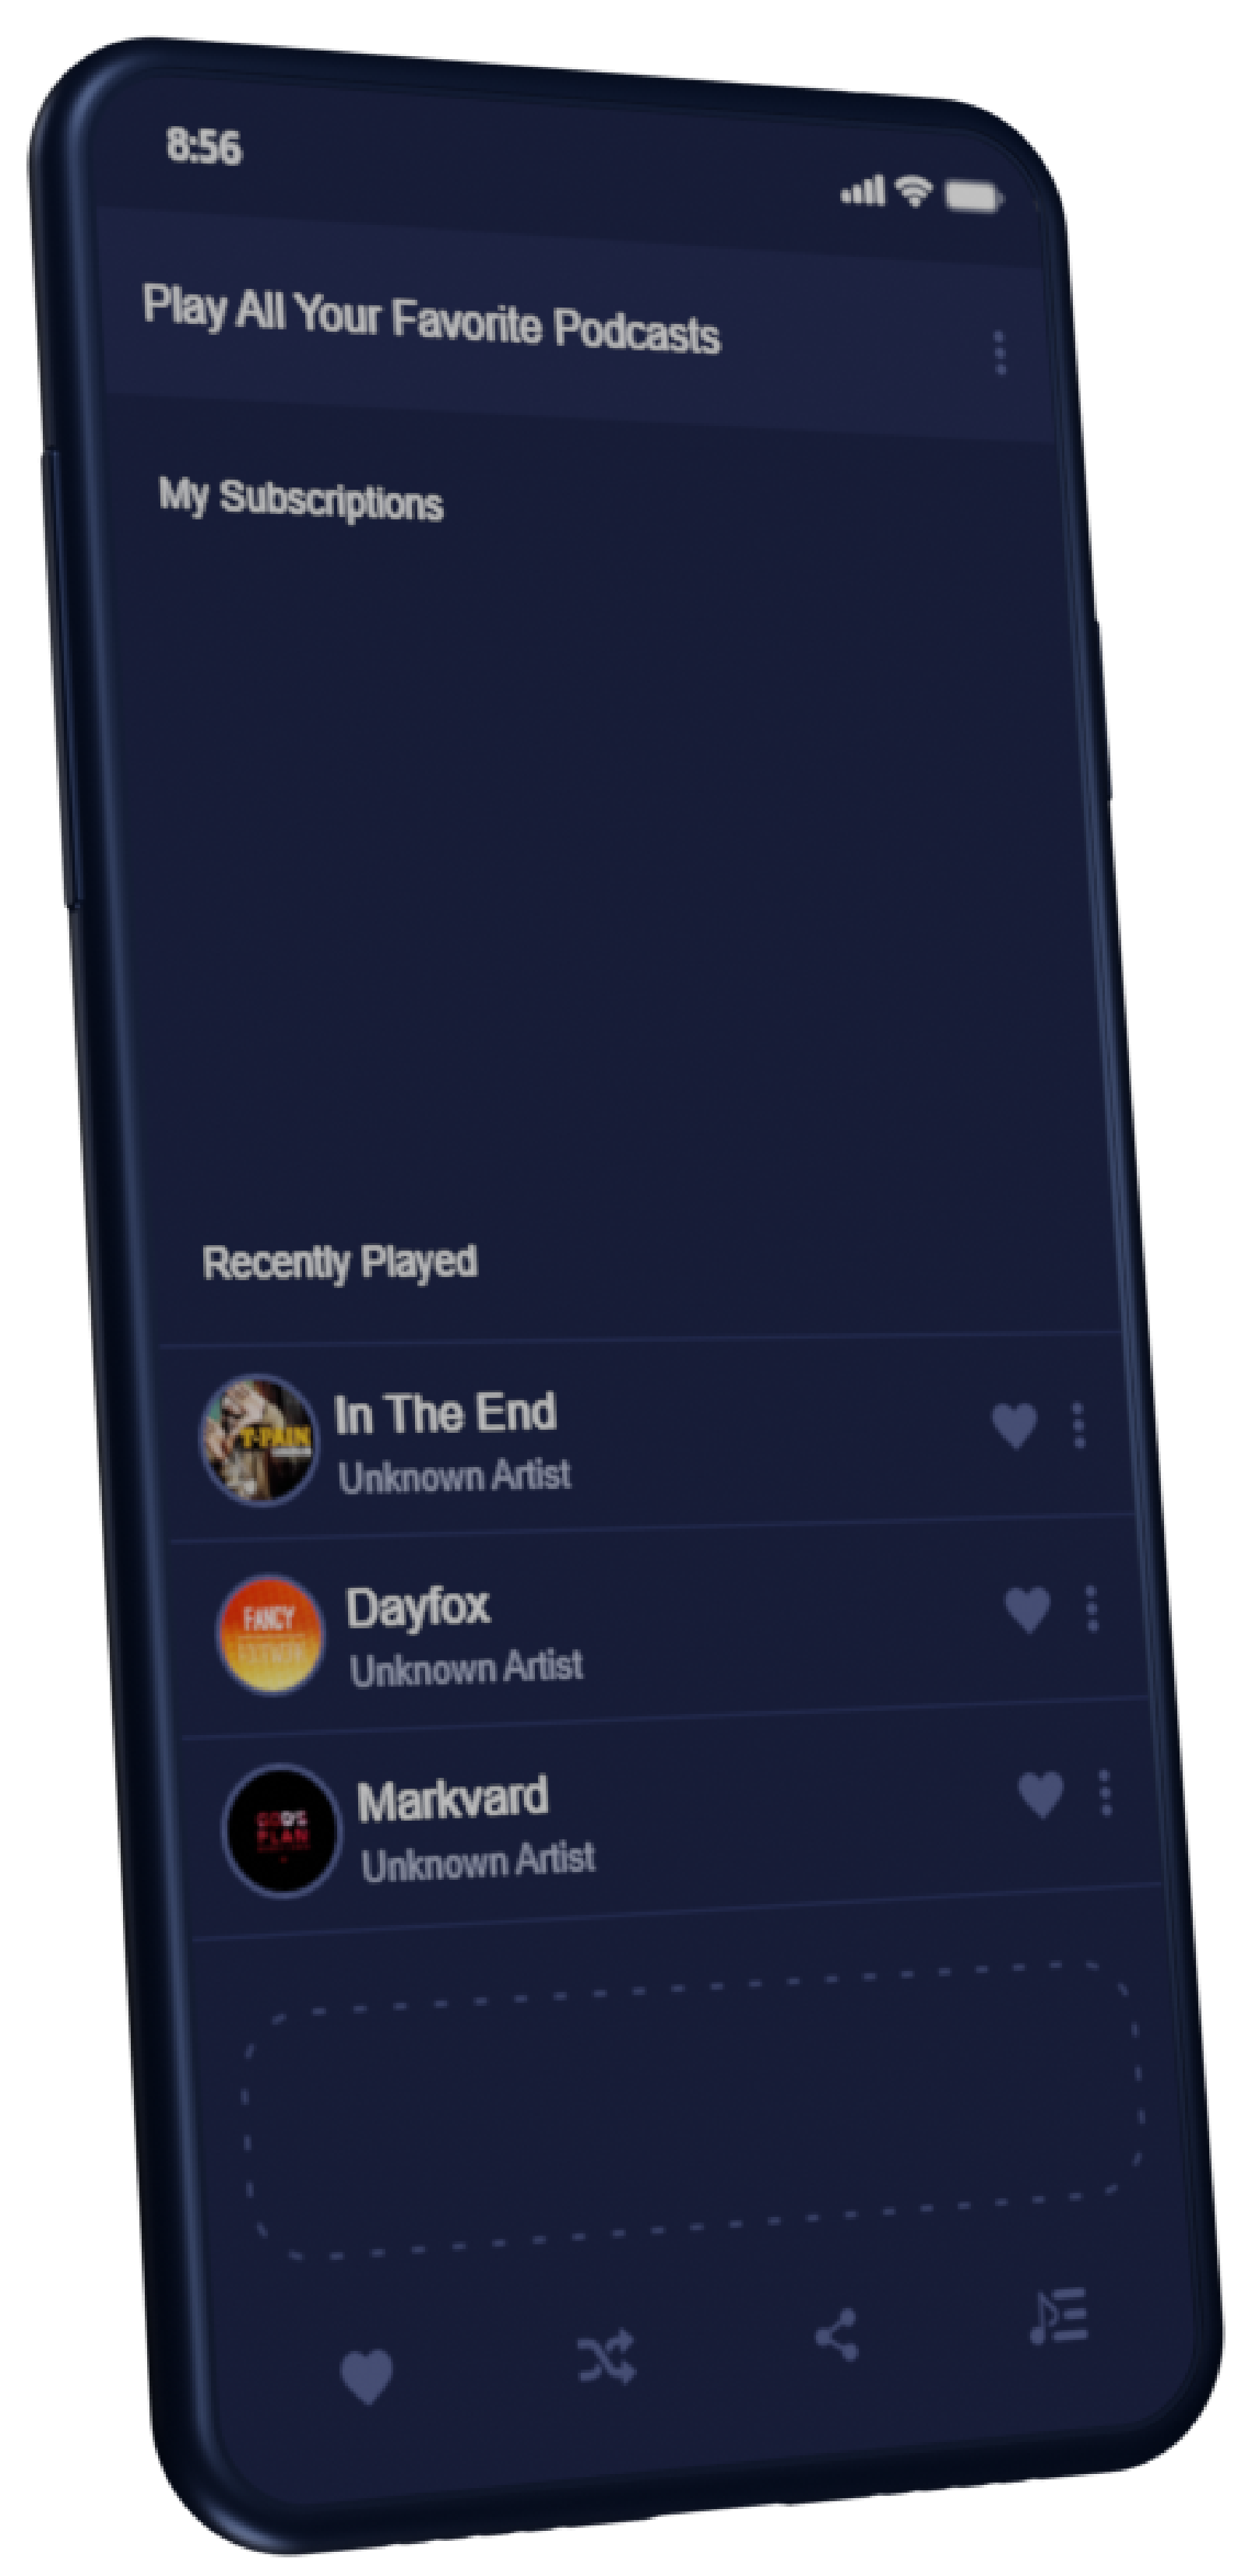 8:56
Play All Your Favorite Podcasts
My Subscriptions
Recently Played
T-PAIN
In The End
Unknown Artist
FANCY
Dayfox
Unknown Artist
GOD'S
PLAN
Markvard
Unknown Artist